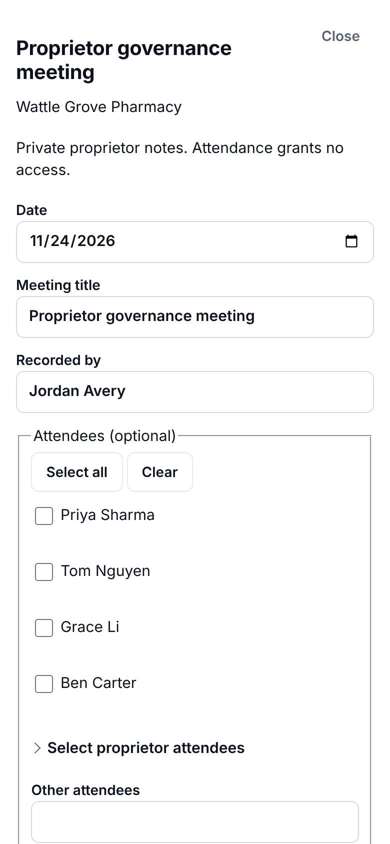 Close
Proprietor governance
meeting
Wattle Grove Pharmacy
Private proprietor notes. Attendance grants no
access.
Date
11/24/2026
Meeting title
Proprietor governance meeting
Recorded by
Jordan Avery
Attendees (optional)
Select all Clear
Priya Sharma
Tom Nguyen
Grace Li
Ben Carter
Select proprietor attendees
Other attendees